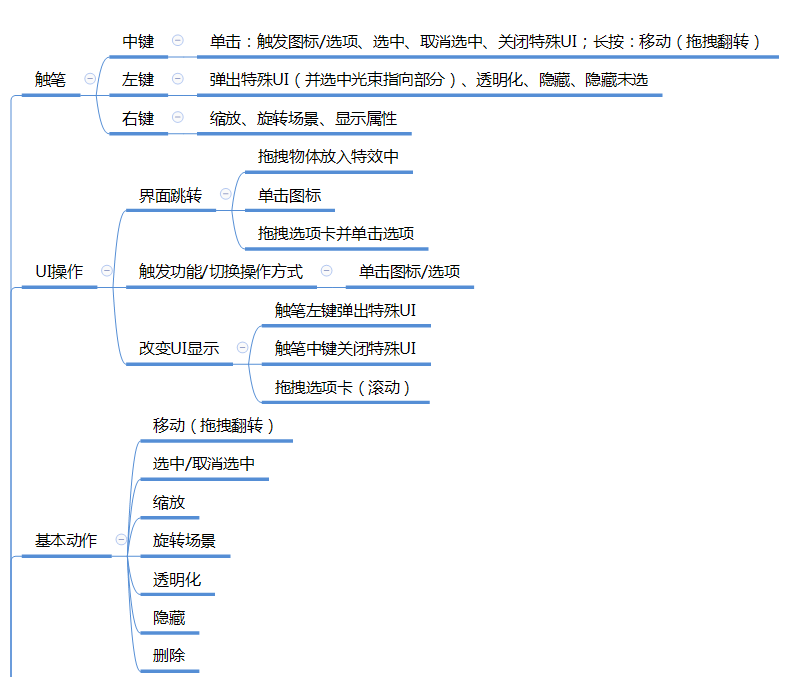 中键
单击：触发图标/选项、选中、取消选中、关闭特殊UI；长按：移动（拖拽翻转）
触笔
左键
弹出特殊UI（并选中光束指向部分）、透明化、隐藏、隐藏未选
右键
缩放、旋转场景、显示属性
拖拽物体放入特效中
界面跳转
单击图标
拖拽选项卡并单击选项
UI操作
触发功能/切换操作方式
单击图标/选项
触笔左键弹出特殊UI
改变UI显示
触笔中键关闭特殊UI
拖拽选项卡（滚动）
移动（拖拽翻转）
选中/取消选中
缩放
基本动作
旋转场景
透明化
隐藏
删除